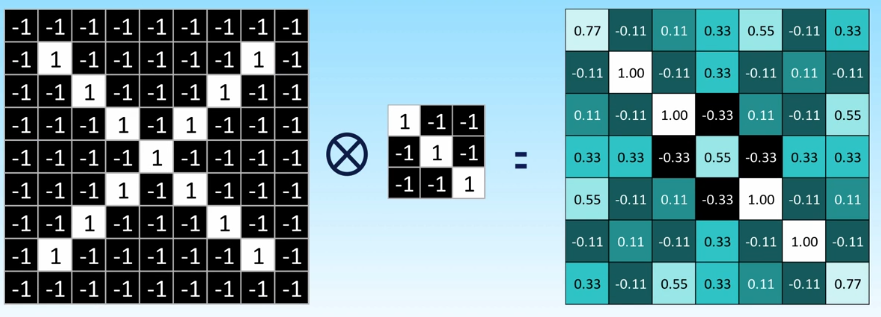 -1 -1 -1 -1 -1 -1 -1 -1 -1
-1 1 -1 -1 -1 -1 -1 1 -1
-1 -1 1 -1 -1 -1 1 -1 -1
-1 -1 -1 1 -1 1 -1 -1 -1
-1 -1 -1 -1 1 -1 -1 -1 -1
-1 -1 -1 1 -1 1 -1 -1 -1
-1 -1 1 -1 -1 -1 1 -1 -1
-1 1 -1 -1 -1 -1 -1 1 -1
-1 -1 -1 -1 -1 -1 -1 -1 -1
⊗
1 -1 -1
-1 1 -1
-1 -1 1
=
0.77 -0.11 0.11 0.33 0.55 -0.11 0.33
-0.11 1.00 -0.11 0.33 -0.11 0.11 -0.11
0.11 -0.11 1.00 -0.33 0.11 -0.11 0.55
0.33 0.33 -0.33 0.55 -0.33 0.33 0.33
0.55 -0.11 0.11 -0.33 1.00 -0.11 0.11
-0.11 0.11 -0.11 0.33 -0.11 1.00 -0.11
0.33 -0.11 0.55 0.33 0.11 -0.11 0.77